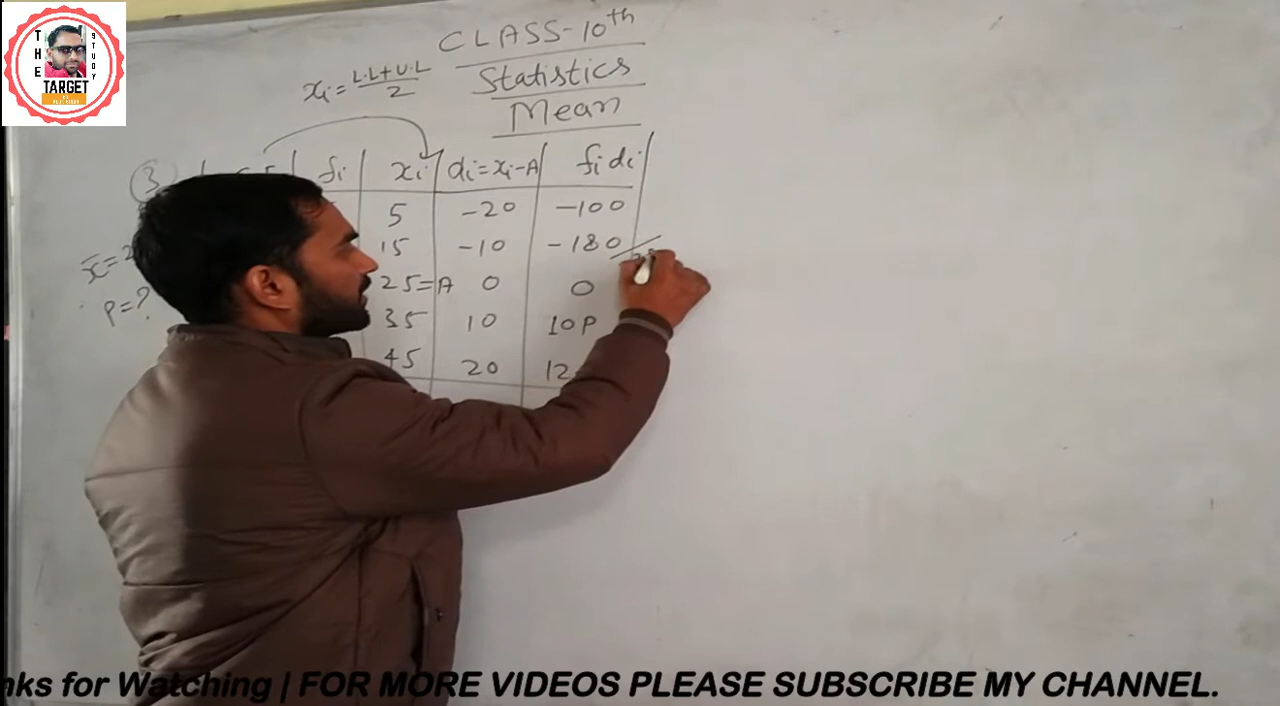 THE
STUDY
TARGET
CLASS-10th
Statistics
Mean
xi = L.L+U.L/2
③ fi xi di=xi-A fidi
5 -20 -100
15 -10 -180
25=A 0 0
35 10 10P
45 20 12
x̄=2
P=?
nks for Watching | FOR MORE VIDEOS PLEASE SUBSCRIBE MY CHANNEL.